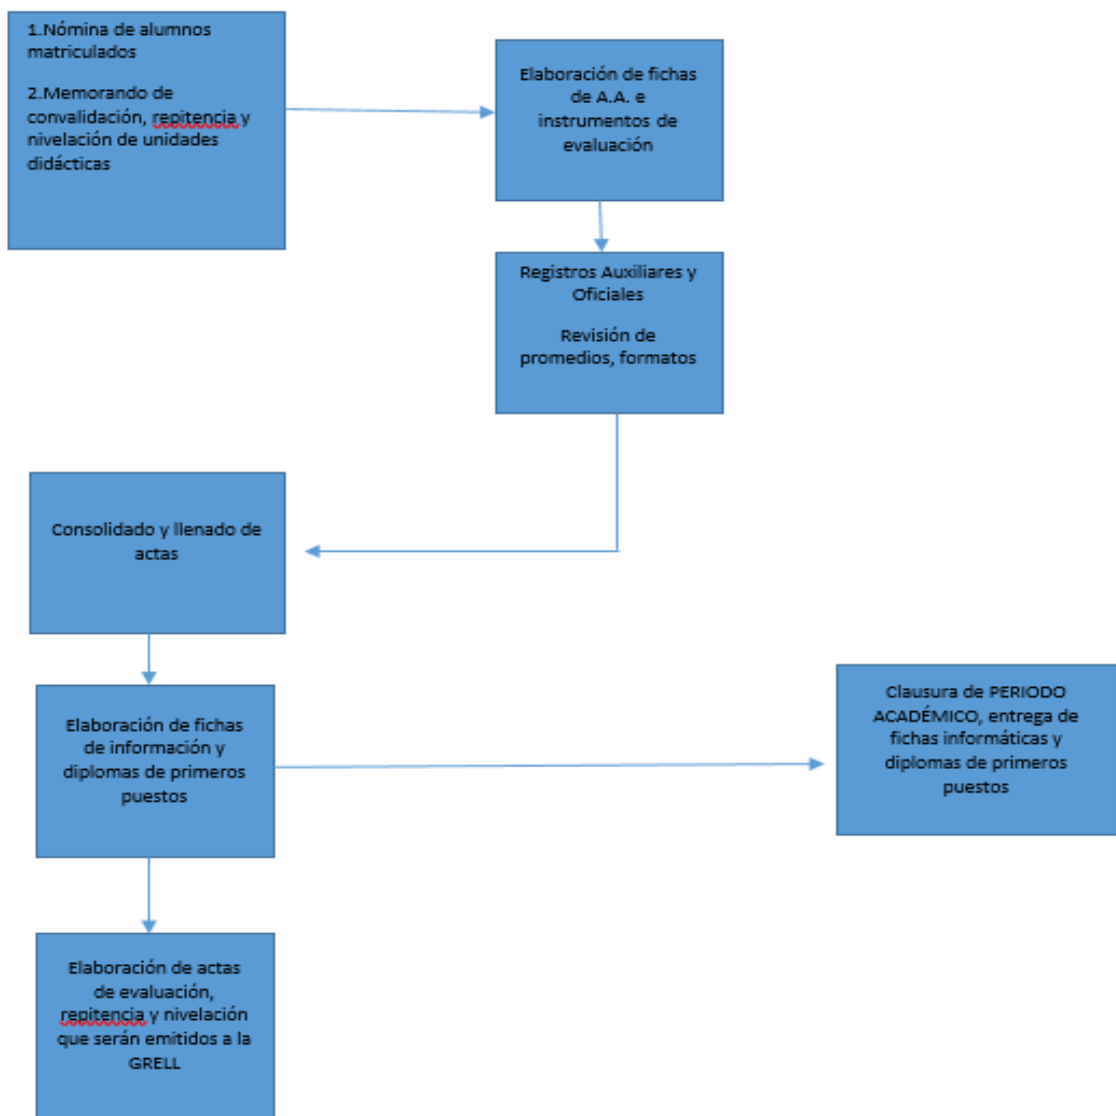 1.Nómina de alumnos
matriculados
2.Memorando de
convalidación, repitencia y
nivelación de unidades
didácticas
Elaboración de fichas
de A.A. e
instrumentos de
evaluación
Registros Auxiliares y
Oficiales
Revisión de
promedios, formatos
Consolidado y llenado de
actas
Elaboración de fichas
de información y
diplomas de primeros
puestos
Clausura de PERIODO
ACADÉMICO, entrega de
fichas informáticas y
diplomas de primeros
puestos
Elaboración de actas
de evaluación,
repitencia y nivelación
que serán emitidos a la
GRELL